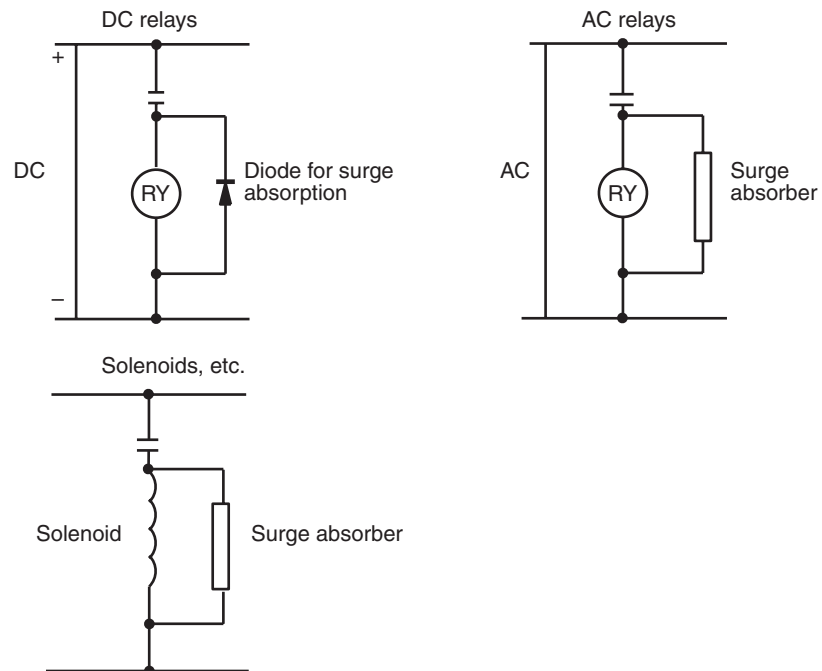 DC relays
+
DC
RY
Diode for surge
absorption
–
AC relays
AC
RY
Surge
absorber
Solenoids, etc.
Solenoid
Surge absorber